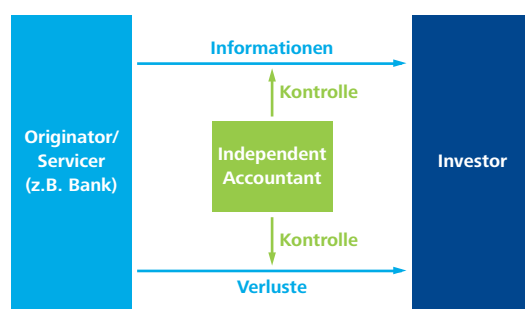 Informationen
Kontrolle
Originator/
Servicer
(z.B. Bank)
Independent
Accountant
Investor
Kontrolle
Verluste